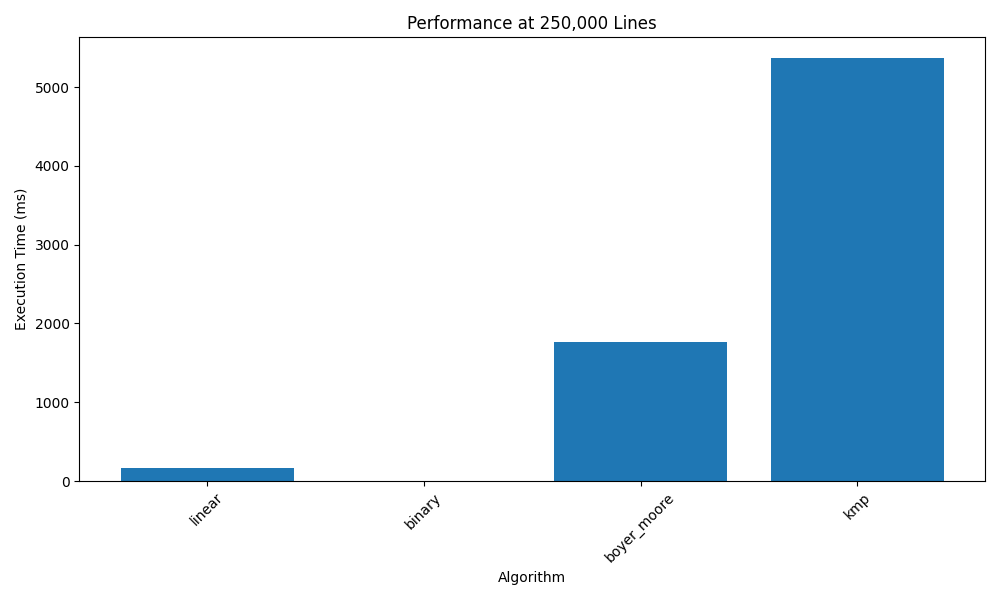 Performance at 250,000 Lines
Execution Time (ms)
5000
4000
3000
2000
1000
0
linear
binary
boyer_moore
kmp
Algorithm